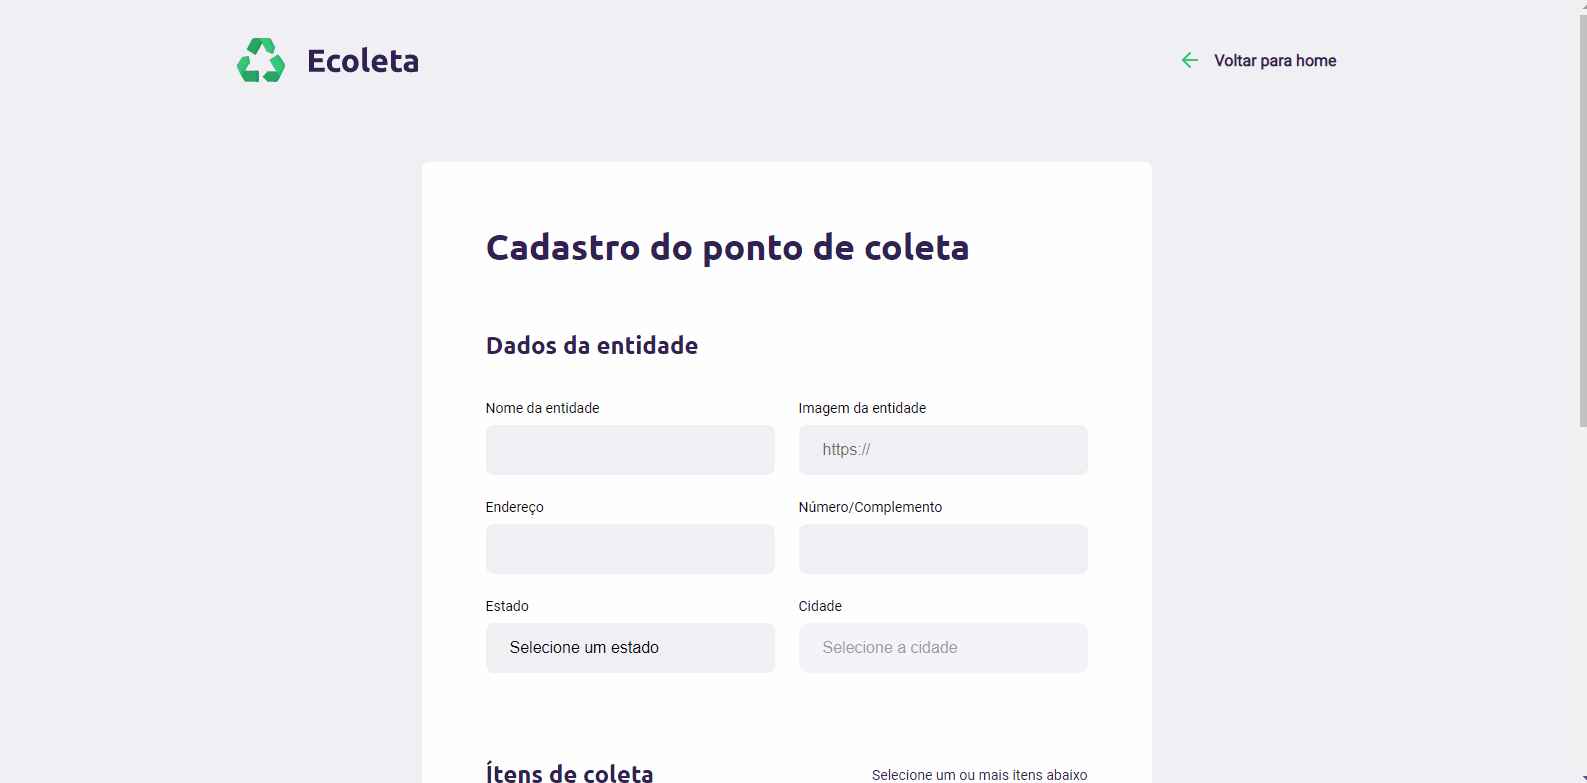 Ecoleta
Voltar para home
Cadastro do ponto de coleta
Dados da entidade
Nome da entidade
Imagem da entidade
https://
Endereço
Número/Complemento
Estado
Cidade
Selecione um estado
Selecione a cidade
Ítens de coleta
Selecione um ou mais itens abaixo